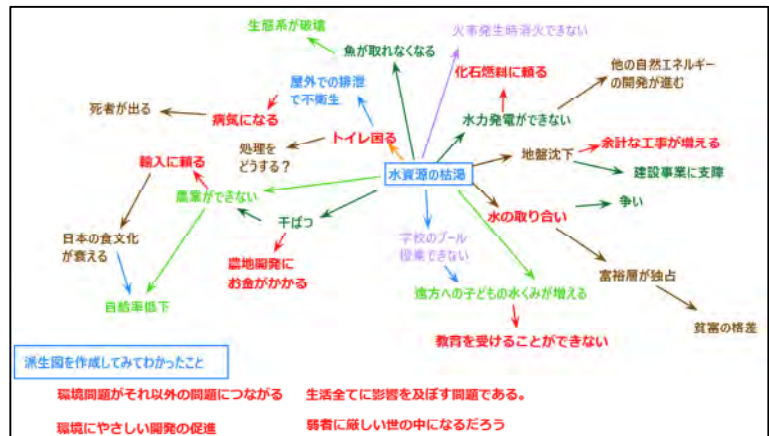 生態系が破壊
魚が取れなくなる
火事発生時消火できない
化石燃料に頼る
他の自然エネルギー
の開発が進む
屋外での排泄
で不衛生
死者が出る
病気になる
水力発電ができない
処理を
どうする？
トイレ困る
地盤沈下
余計な工事が増える
輸入に頼る
水資源の枯渇
建設事業に支障
農業ができない
水の取り合い
争い
干ばつ
日本の食文化
が衰える
学校のプール
授業できない
農地開発に
お金がかかる
富裕層が独占
遠方への子どもの水くみが増える
自給率低下
貧富の格差
教育を受けることができない
派生図を作成してみてわかったこと
環境問題がそれ以外の問題につながる
生活全てに影響を及ぼす問題である。
環境にやさしい開発の促進
弱者に厳しい世の中になるだろう